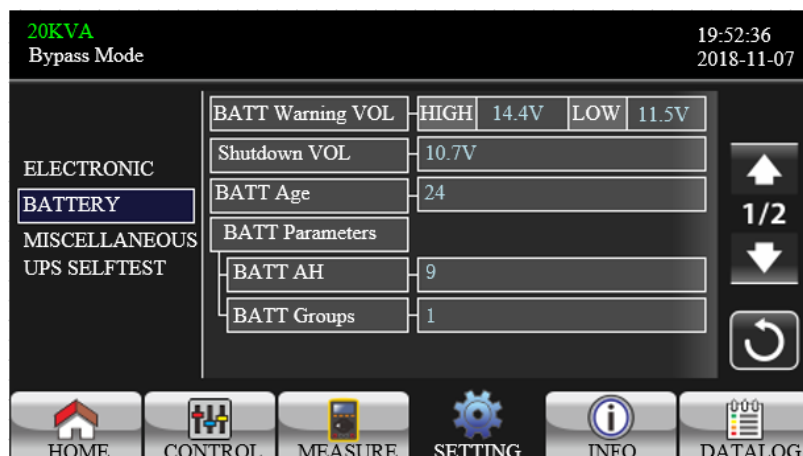 20KVA
Bypass Mode
19:52:36
2018-11-07
ELECTRONIC
BATTERY
MISCELLANEOUS
UPS SELFTEST
BATT Warning VOL HIGH 14.4V LOW 11.5V
Shutdown VOL 10.7V
BATT Age 24
BATT Parameters
BATT AH 9
BATT Groups 1
1/2
HOME CONTROL MEASURE SETTING INFO DATALOG